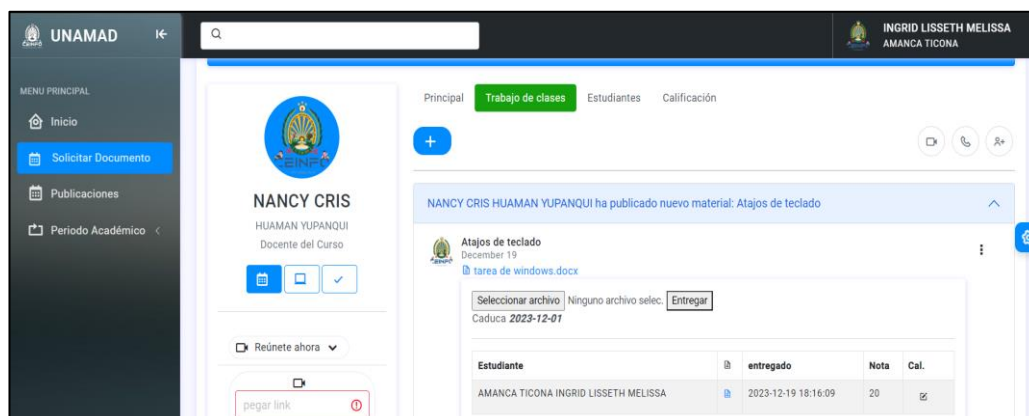 UNAMAD
INGRID LISSETH MELISSA
AMANCA TICONA
MENU PRINCIPAL
Inicio
Solicitar Documento
Publicaciones
Periodo Académico
CEINFO
NANCY CRIS
HUAMAN YUPANQUI
Docente del Curso
Reúnete ahora
pegar link
Principal Trabajo de clases Estudiantes Calificación
NANCY CRIS HUAMAN YUPANQUI ha publicado nuevo material: Atajos de teclado
Atajos de teclado
December 19
tarea de windows.docx
Seleccionar archivo Ninguno archivo selec. Entregar
Caduca 2023-12-01
Estudiante entregado Nota Cal.
AMANCA TICONA INGRID LISSETH MELISSA 2023-12-19 18:16:09 20